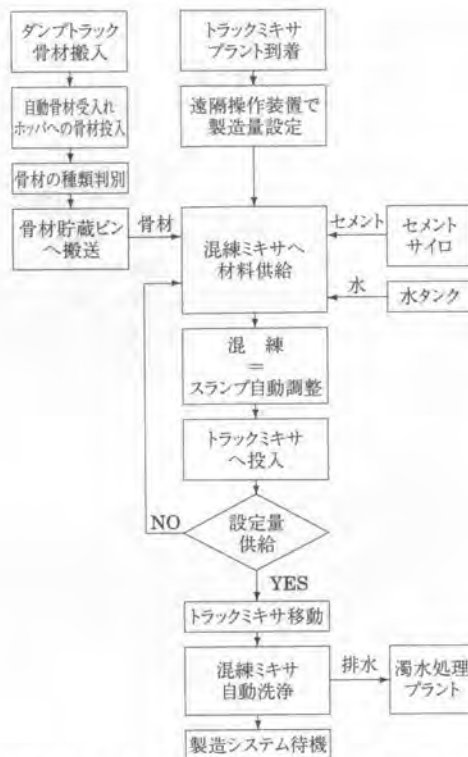 ダンプトラック
骨材搬入
自動骨材受入れ
ホッパへの骨材投入
骨材の種類判別
骨材貯蔵ビン
へ搬送
骨材
トラックミキサ
プラント到着
遠隔操作装置で
製造量設定
混練ミキサへ
材料供給
セメント
セメント
サイロ
水
水タンク
混練
=
スランプ自動調整
トラックミキサ
へ投入
設定量
供給
NO
YES
トラックミキサ移動
混練ミキサ
自動洗浄
排水
濁水処理
プラント
製造システム待機